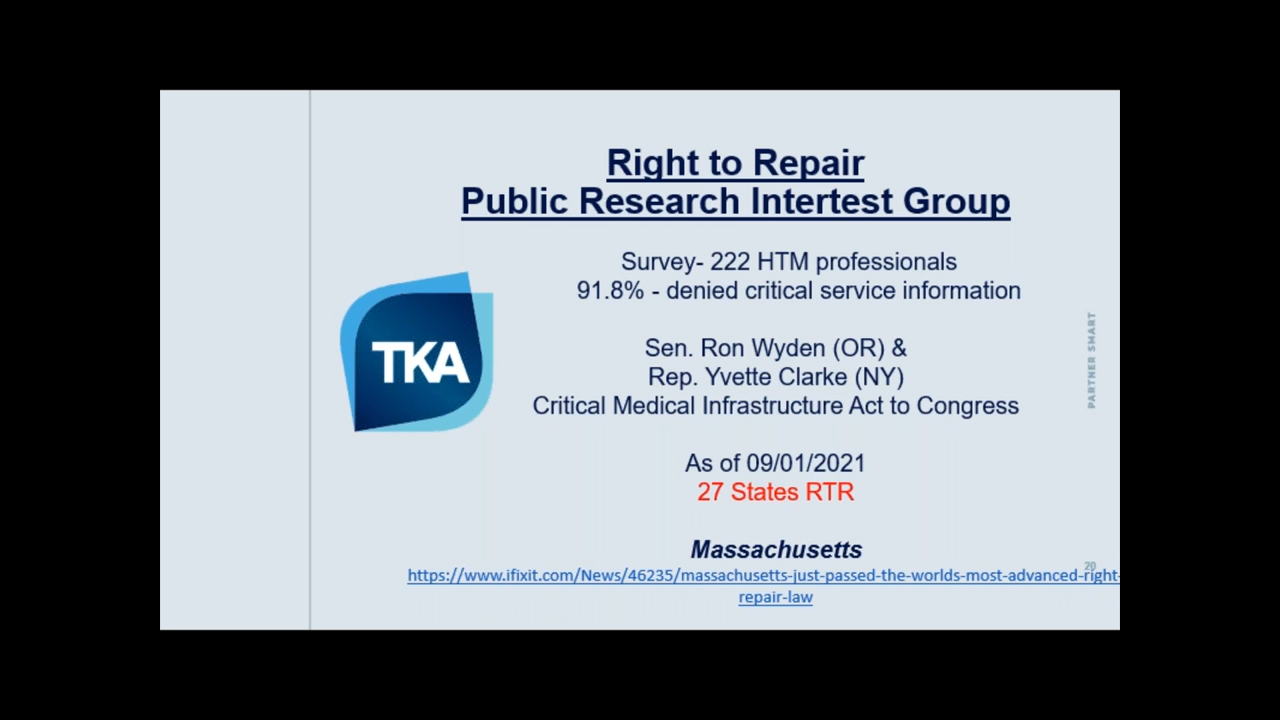 Right to Repair
Public Research Intertest Group
Survey- 222 HTM professionals
91.8% - denied critical service information
TKA
Sen. Ron Wyden (OR) &
Rep. Yvette Clarke (NY)
Critical Medical Infrastructure Act to Congress
PARTNER SMART
As of 09/01/2021
27 States RTR
Massachusetts
20
https://www.ifixit.com/News/46235/massachusetts-just-passed-the-worlds-most-advanced-right-
repair-law